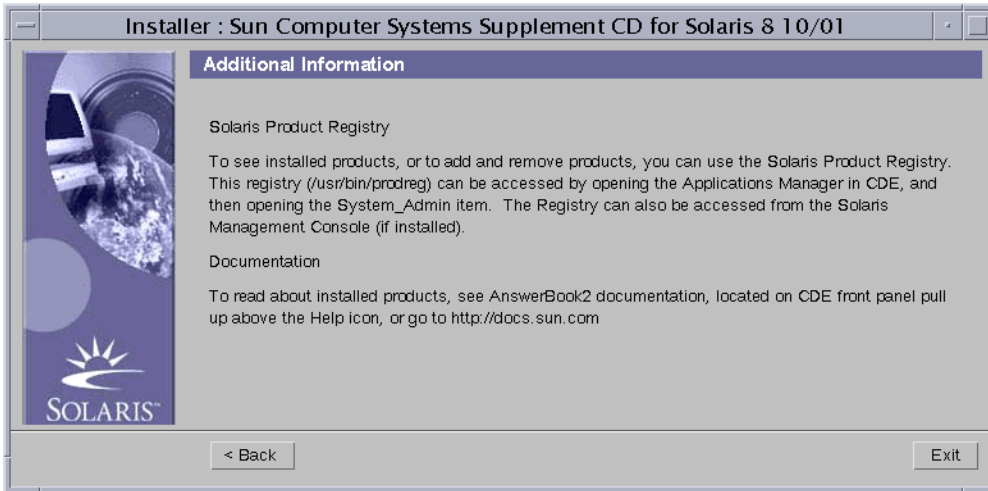 Installer : Sun Computer Systems Supplement CD for Solaris 8 10/01
Additional Information
Solaris Product Registry
To see installed products, or to add and remove products, you can use the Solaris Product Registry.
This registry (/usr/bin/prodreg) can be accessed by opening the Applications Manager in CDE, and
then opening the System_Admin item. The Registry can also be accessed from the Solaris
Management Console (if installed).
Documentation
To read about installed products, see AnswerBook2 documentation, located on CDE front panel pull
up above the Help icon, or go to http://docs.sun.com
SOLARIS™
< Back
Exit